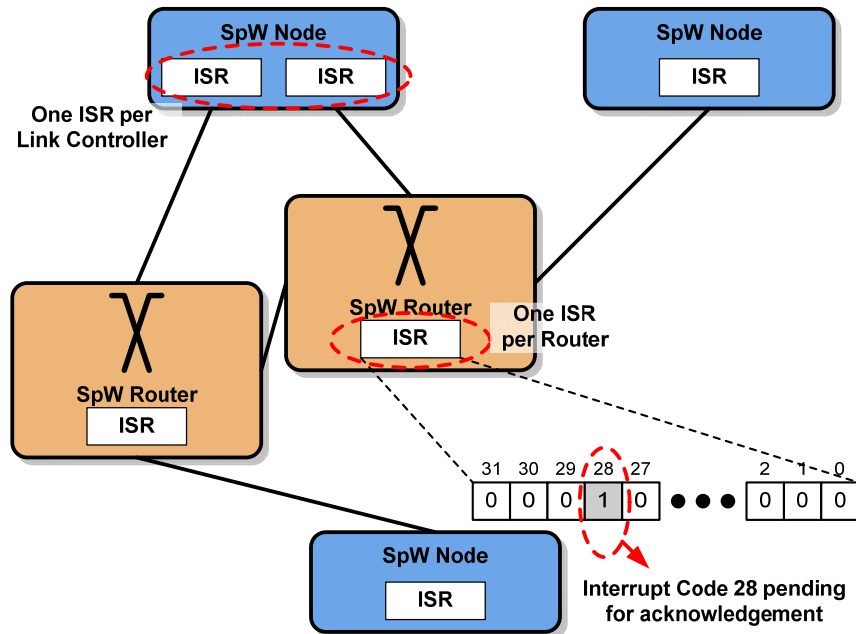 SpW Node
ISR
ISR
SpW Node
ISR
One ISR per
Link Controller
SpW Router
ISR
One ISR
per Router
SpW Router
ISR
31 30 29 28 27 2 1 0
0 0 0 1 0 0 0 0
SpW Node
ISR
Interrupt Code 28 pending
for acknowledgement